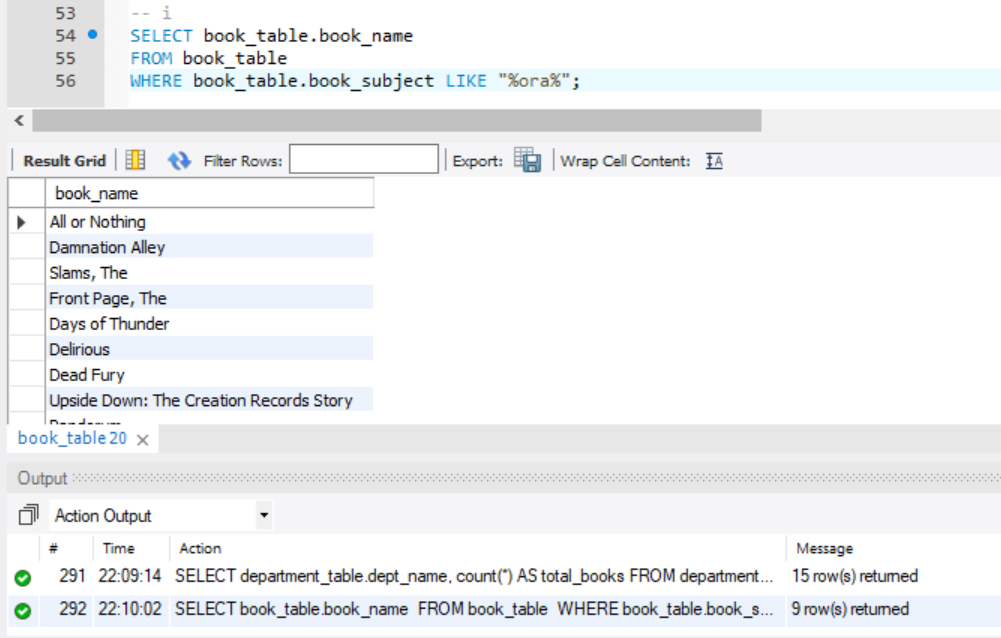 53 -- i
54 SELECT book_table.book_name
55 FROM book_table
56 WHERE book_table.book_subject LIKE "%ora%";
Result Grid Filter Rows: Export: Wrap Cell Content: IA
book_name
All or Nothing
Damnation Alley
Slams, The
Front Page, The
Days of Thunder
Delirious
Dead Fury
Upside Down: The Creation Records Story
book_table 20
Output
Action Output
# Time Action Message
291 22:09:14 SELECT department_table.dept_name, count(*) AS total_books FROM department... 15 row(s) returned
292 22:10:02 SELECT book_table.book_name FROM book_table WHERE book_table.book_s... 9 row(s) returned